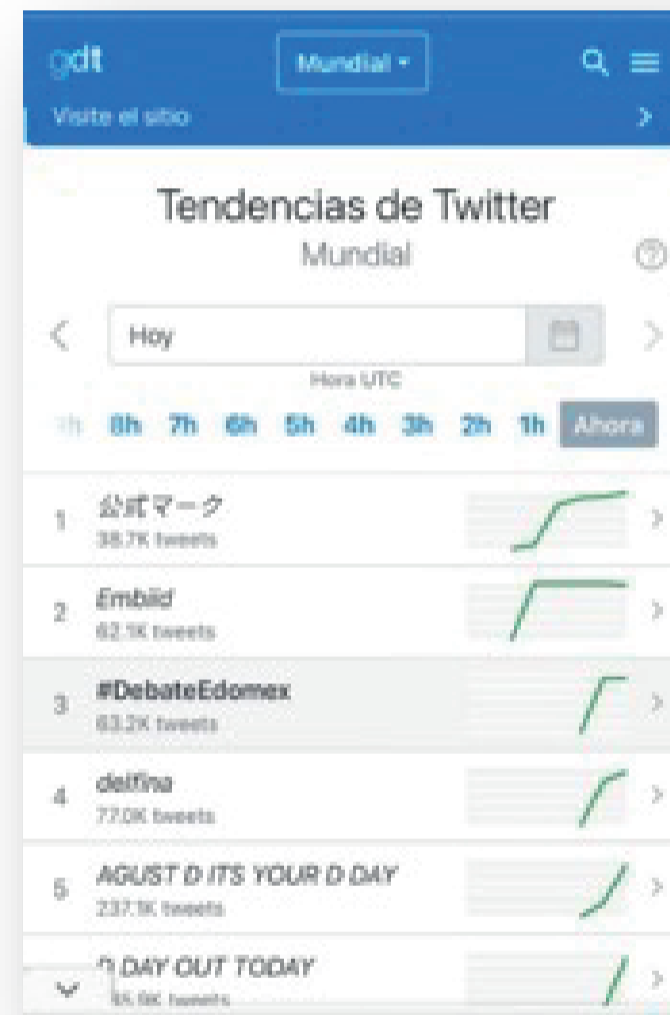 gdt
Mundial
Visite el sitio
Tendencias de Twitter
Mundial
Hoy
Hora UTC
8h 7h 6h 5h 4h 3h 2h 1h Ahora
1 公式マーク
38.7K tweets
2 Embiid
62.1K tweets
3 #DebateEdomex
63.2K tweets
4 delfina
77.0K tweets
5 AGUST D ITS YOUR D DAY
237.1K tweets
D DAY OUT TODAY
tweets